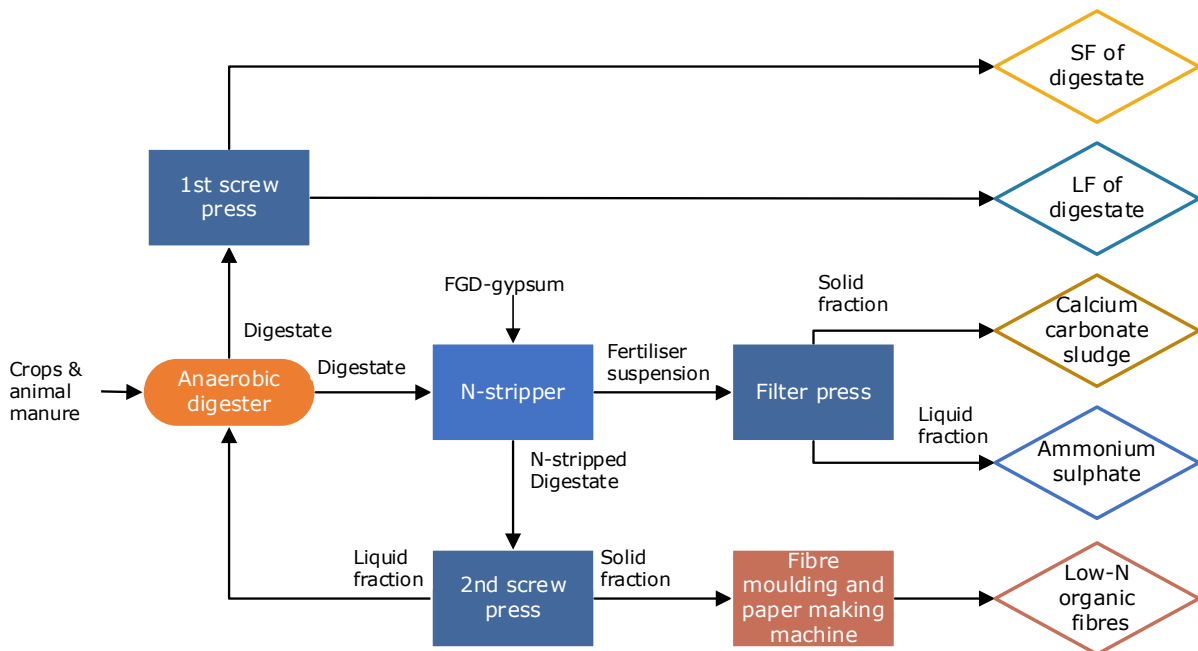 SF of
digestate
1st screw
press
LF of
digestate
Digestate
FGD-gypsum
Solid
fraction
Calcium
carbonate
sludge
Crops &
animal
manure
Anaerobic
digester
Digestate
N-stripper
Fertiliser
suspension
Filter press
Liquid
fraction
Ammonium
sulphate
N-stripped
Digestate
Liquid
fraction
2nd screw
press
Solid
fraction
Fibre
moulding and
paper making
machine
Low-N
organic
fibres